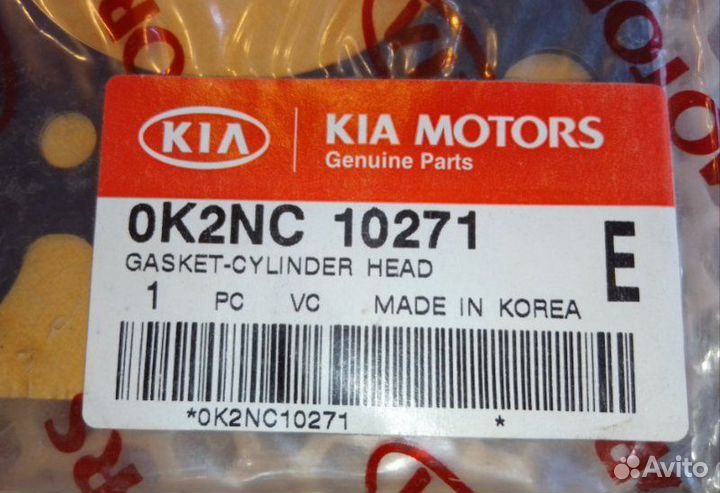 KIA
KIA MOTORS
Genuine Parts
0K2NC 10271
E
GASKET-CYLINDER HEAD
1 PC VC MADE IN KOREA
*0K2NC10271 *
Avito